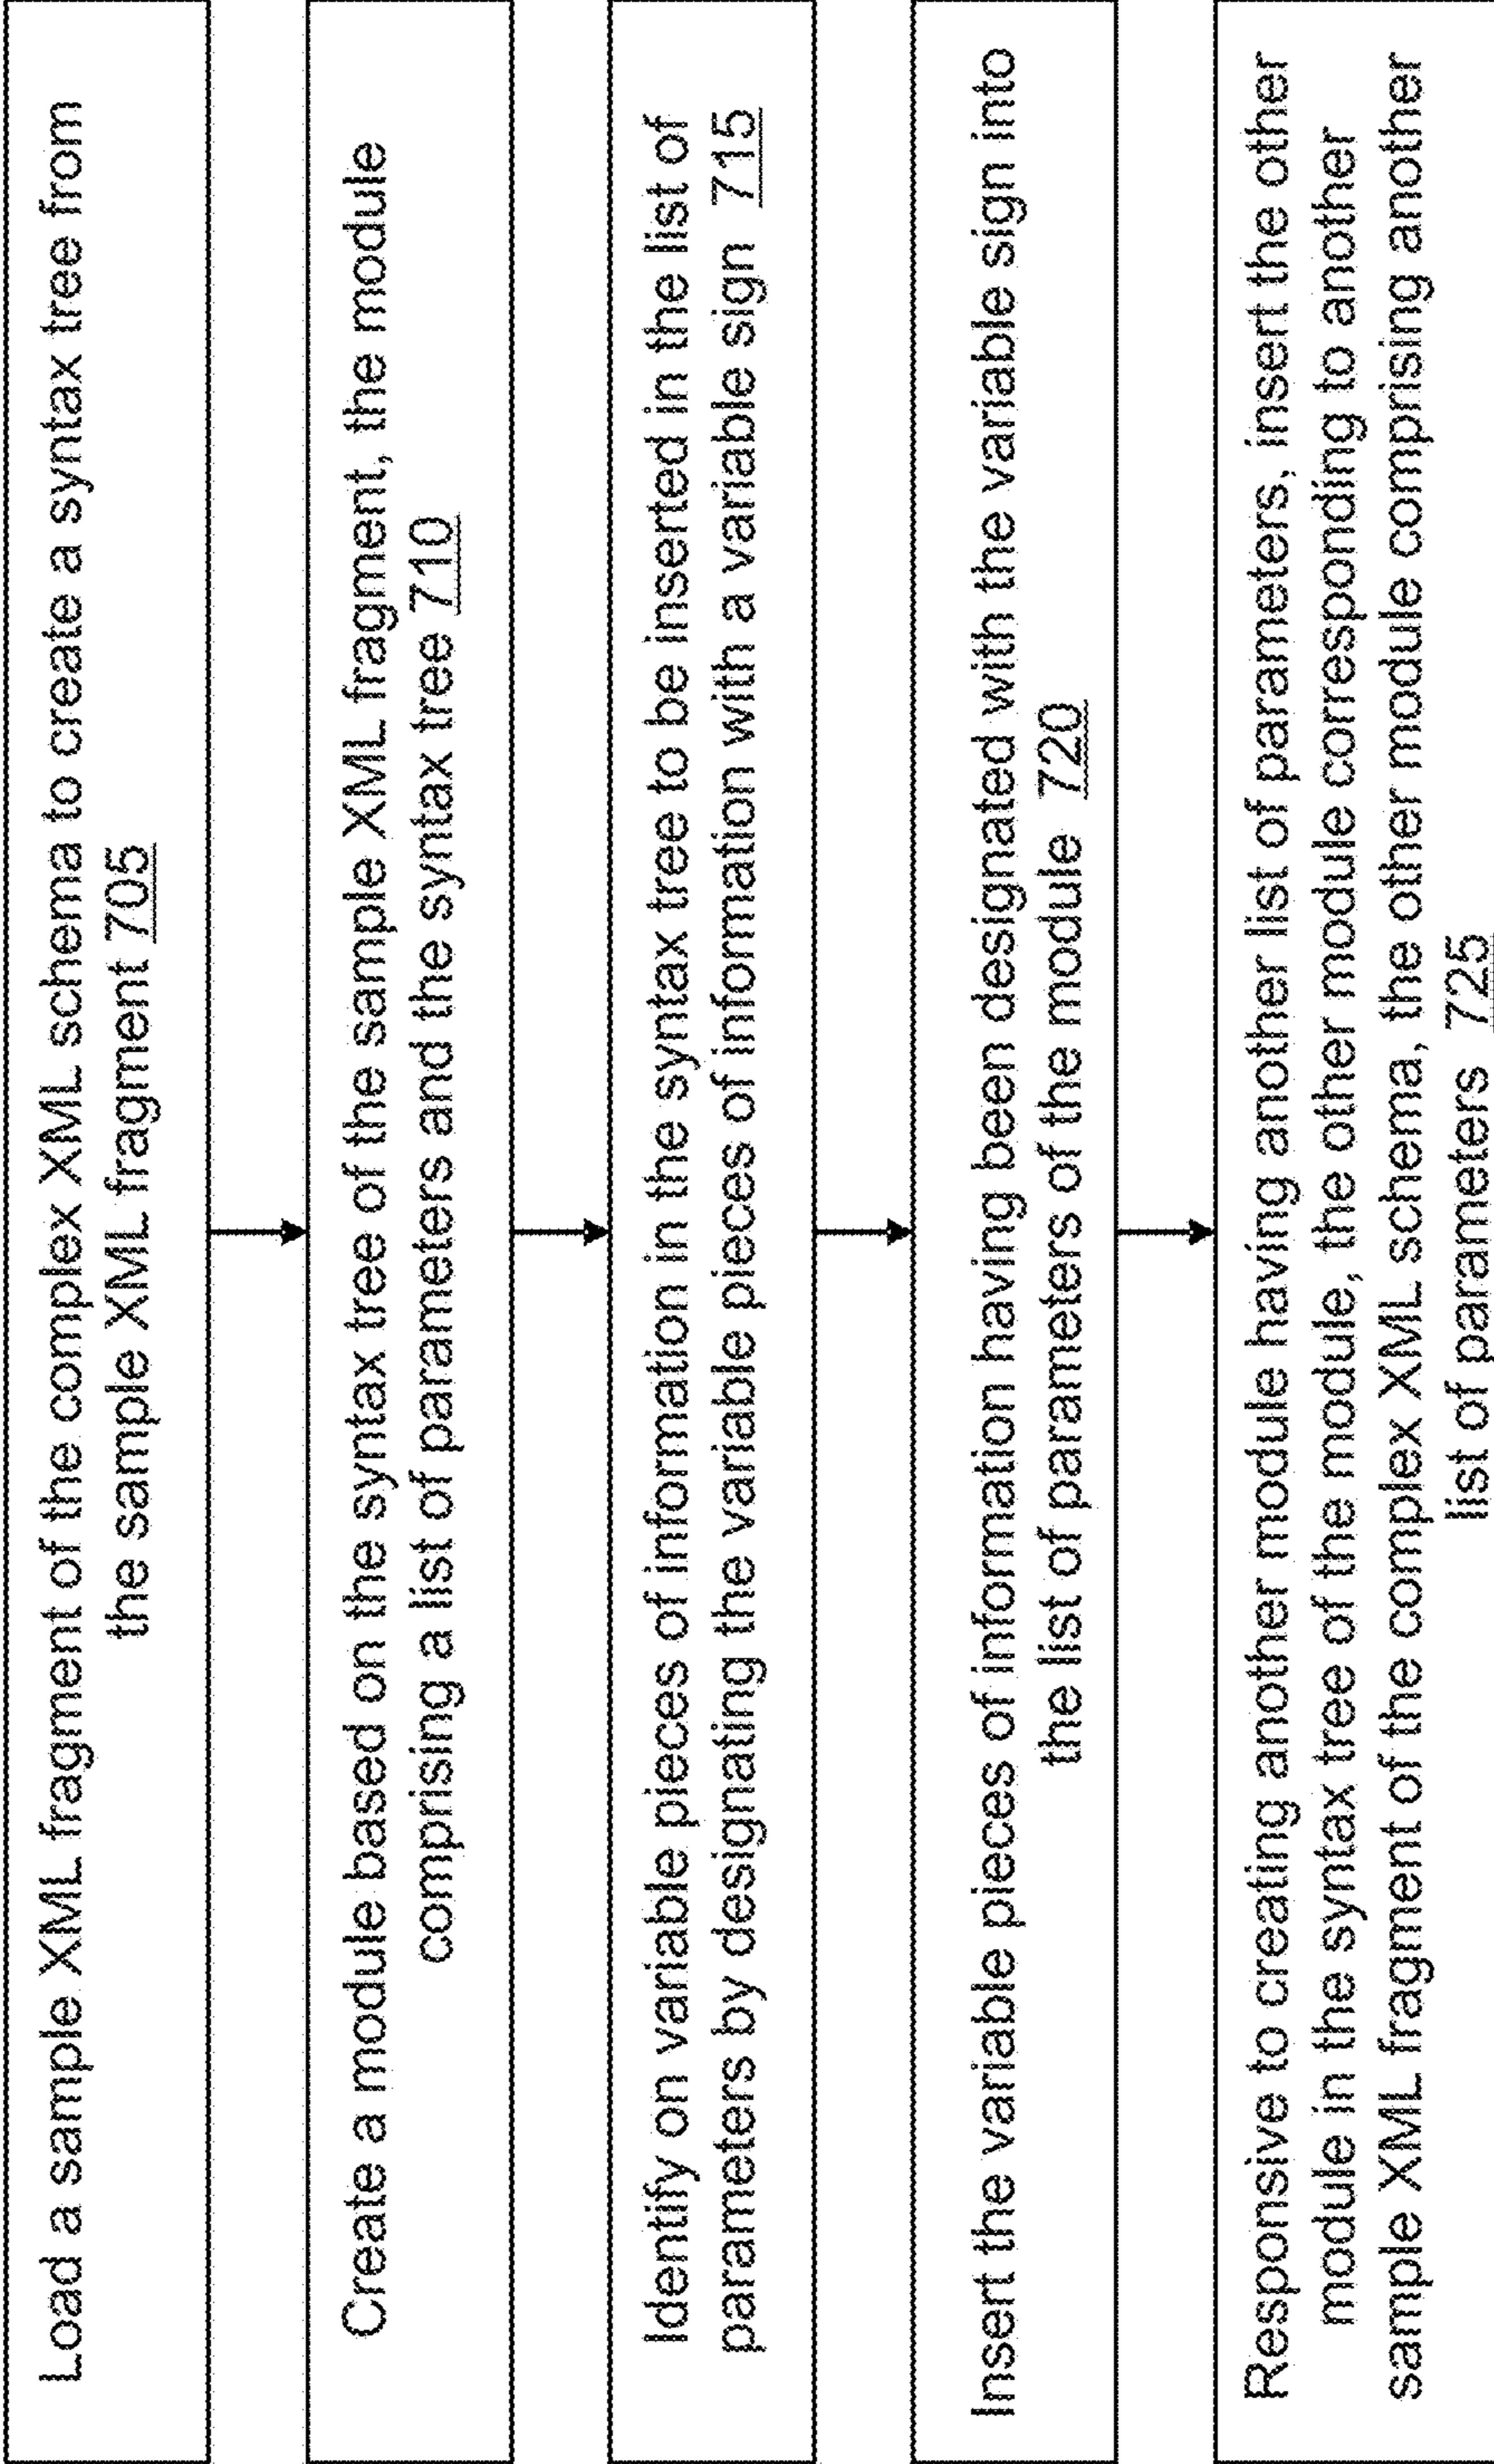 Load a sample XML fragment of the complex XML schema to create a syntax tree from
the sample XML fragment 705
Create a module based on the syntax tree of the sample XML fragment, the module
comprising a list of parameters and the syntax tree 710
Identify on variable pieces of information in the syntax tree to be inserted in the list of
parameters by designating the variable pieces of information with a variable sign 715
Insert the variable pieces of information having been designated with the variable sign into
the list of parameters of the module 720
Responsive to creating another module having another list of parameters, insert the other
module in the syntax tree of the module, the other module corresponding to another
sample XML fragment of the complex XML schema, the other module comprising another
list of parameters 725